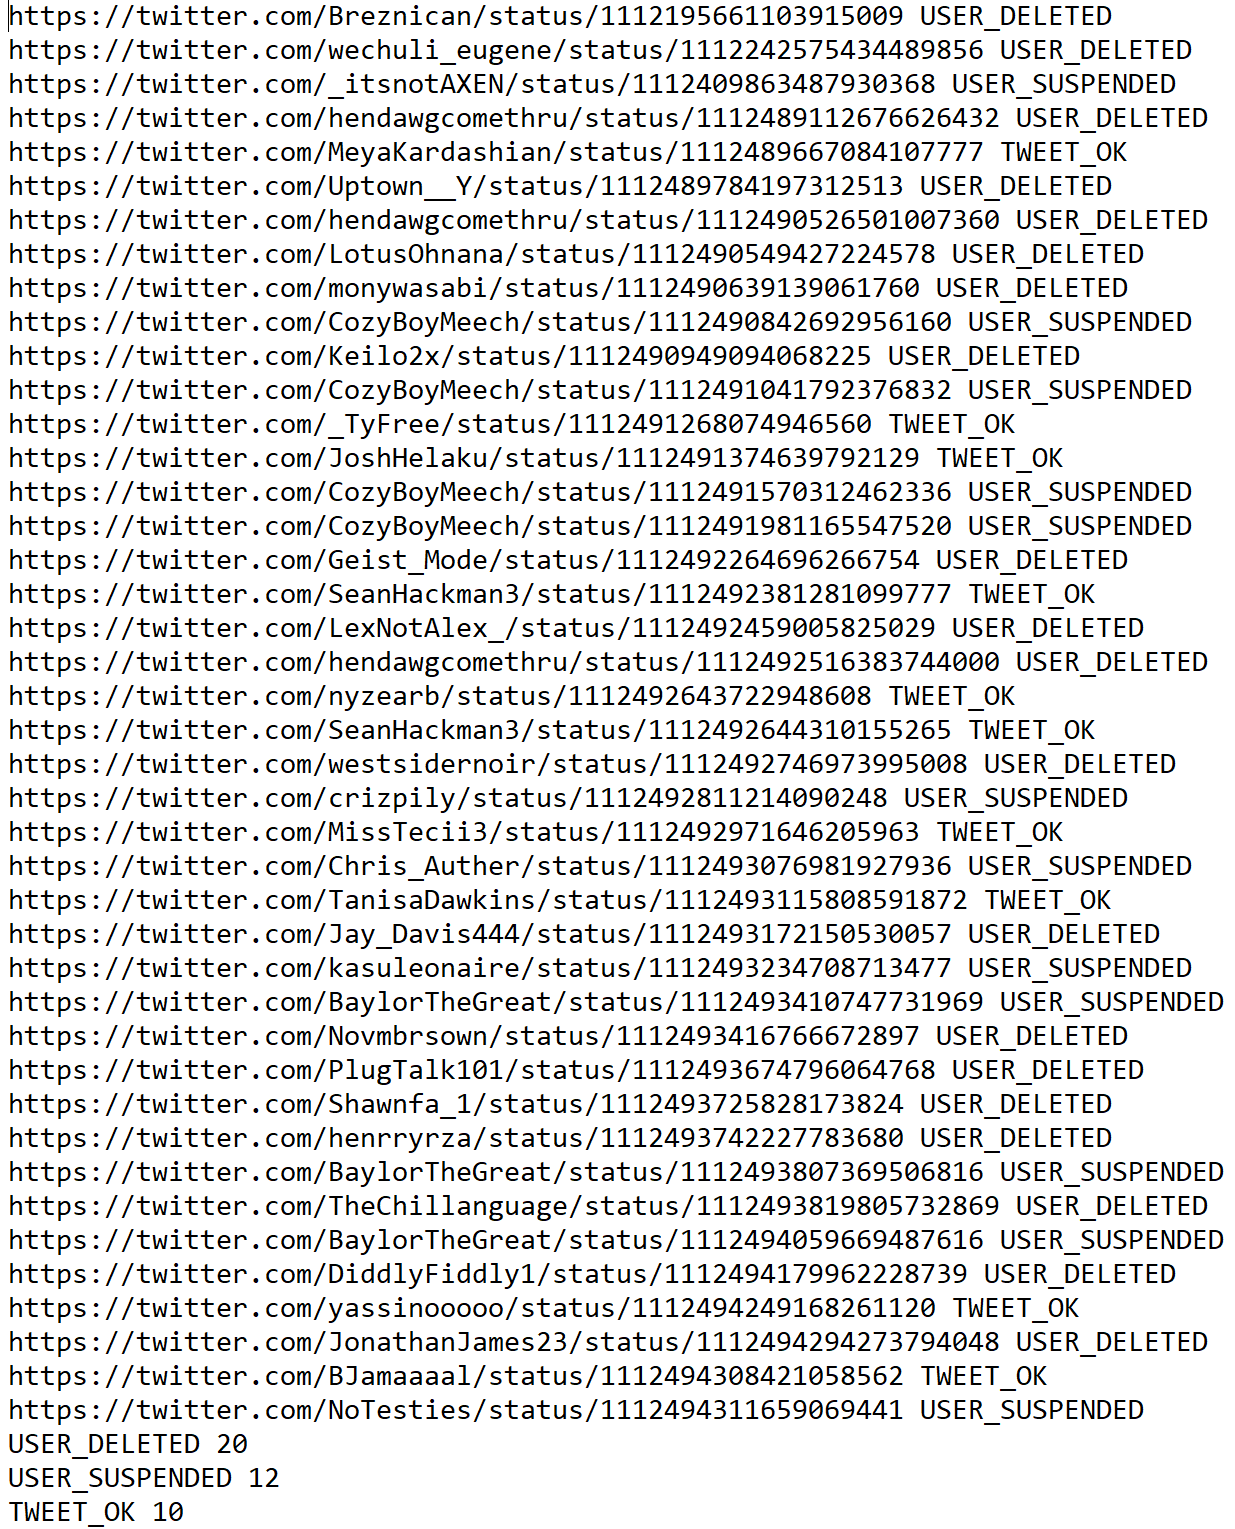 https://twitter.com/Breznican/status/1112195661103915009 USER_DELETED
https://twitter.com/wechuli_eugene/status/1112242575434489856 USER_DELETED
https://twitter.com/_itsnotAXEN/status/1112409863487930368 USER_SUSPENDED
https://twitter.com/hendawgcomethru/status/1112489112676626432 USER_DELETED
https://twitter.com/MeyaKardashian/status/1112489667084107777 TWEET_OK
https://twitter.com/Uptown__Y/status/1112489784197312513 USER_DELETED
https://twitter.com/hendawgcomethru/status/1112490526501007360 USER_DELETED
https://twitter.com/LotusOhnana/status/1112490549427224578 USER_DELETED
https://twitter.com/monywasabi/status/1112490639139061760 USER_DELETED
https://twitter.com/CozyBoyMeech/status/1112490842692956160 USER_SUSPENDED
https://twitter.com/Keilo2x/status/1112490949094068225 USER_DELETED
https://twitter.com/CozyBoyMeech/status/1112491041792376832 USER_SUSPENDED
https://twitter.com/_TyFree/status/1112491268074946560 TWEET_OK
https://twitter.com/JoshHelaku/status/1112491374639792129 TWEET_OK
https://twitter.com/CozyBoyMeech/status/1112491570312462336 USER_SUSPENDED
https://twitter.com/CozyBoyMeech/status/1112491981165547520 USER_SUSPENDED
https://twitter.com/Geist_Mode/status/1112492264696266754 USER_DELETED
https://twitter.com/SeanHackman3/status/1112492381281099777 TWEET_OK
https://twitter.com/LexNotAlex_/status/1112492459005825029 USER_DELETED
https://twitter.com/hendawgcomethru/status/1112492516383744000 USER_DELETED
https://twitter.com/nyzearb/status/1112492643722948608 TWEET_OK
https://twitter.com/SeanHackman3/status/1112492644310155265 TWEET_OK
https://twitter.com/westsidernoir/status/1112492746973995008 USER_DELETED
https://twitter.com/crizpily/status/1112492811214090248 USER_SUSPENDED
https://twitter.com/MissTecii3/status/1112492971646205963 TWEET_OK
https://twitter.com/Chris_Auther/status/1112493076981927936 USER_SUSPENDED
https://twitter.com/TanisaDawkins/status/1112493115808591872 TWEET_OK
https://twitter.com/Jay_Davis444/status/1112493172150530057 USER_DELETED
https://twitter.com/kasuleonaire/status/1112493234708713477 USER_SUSPENDED
https://twitter.com/BaylorTheGreat/status/1112493410747731969 USER_SUSPENDED
https://twitter.com/Novmbrsown/status/1112493416766672897 USER_DELETED
https://twitter.com/PlugTalk101/status/1112493674796064768 USER_DELETED
https://twitter.com/Shawnfa_1/status/1112493725828173824 USER_DELETED
https://twitter.com/henrryrza/status/1112493742227783680 USER_DELETED
https://twitter.com/BaylorTheGreat/status/1112493807369506816 USER_SUSPENDED
https://twitter.com/TheChillanguage/status/1112493819805732869 USER_DELETED
https://twitter.com/BaylorTheGreat/status/1112494059669487616 USER_SUSPENDED
https://twitter.com/DiddlyFiddly1/status/1112494179962228739 USER_DELETED
https://twitter.com/yassinooooo/status/1112494249168261120 TWEET_OK
https://twitter.com/JonathanJames23/status/1112494294273794048 USER_DELETED
https://twitter.com/BJamaaaal/status/1112494308421058562 TWEET_OK
https://twitter.com/NoTesties/status/1112494311659069441 USER_SUSPENDED
USER_DELETED 20
USER_SUSPENDED 12
TWEET_OK 10